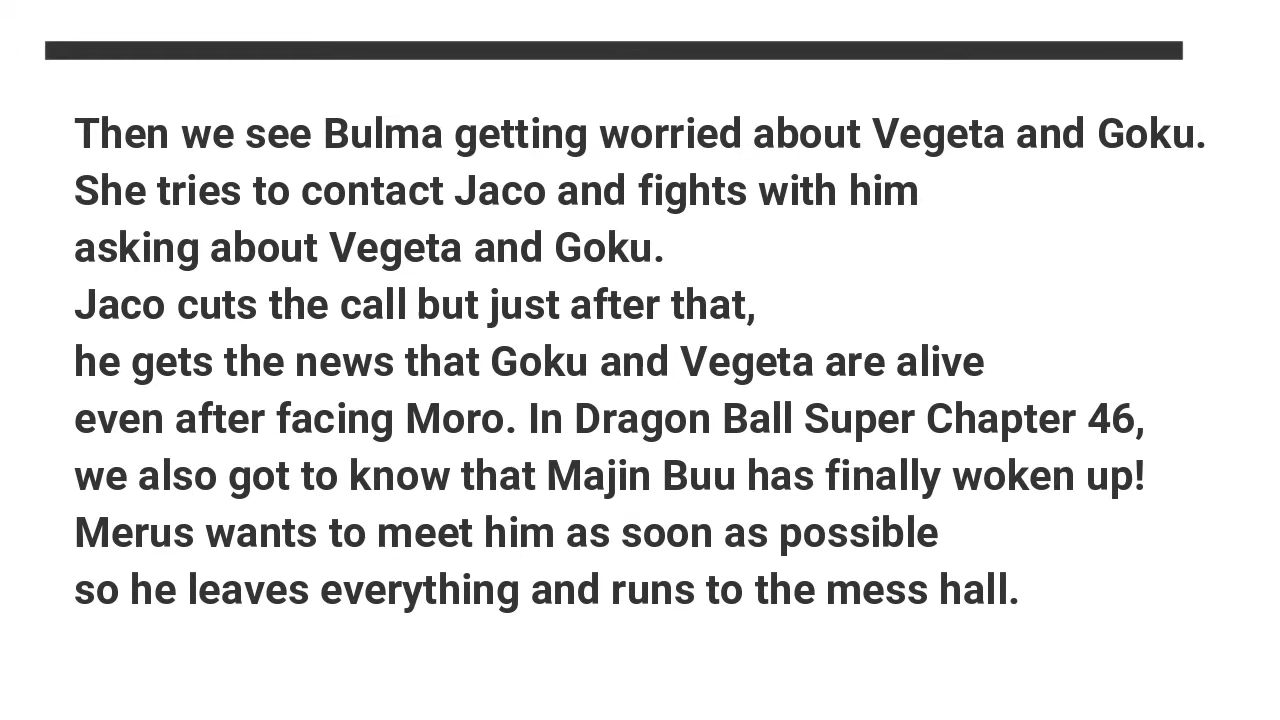 Then we see Bulma getting worried about Vegeta and Goku.
She tries to contact Jaco and fights with him
asking about Vegeta and Goku.
Jaco cuts the call but just after that,
he gets the news that Goku and Vegeta are alive
even after facing Moro. In Dragon Ball Super Chapter 46,
we also got to know that Majin Buu has finally woken up!
Merus wants to meet him as soon as possible
so he leaves everything and runs to the mess hall.